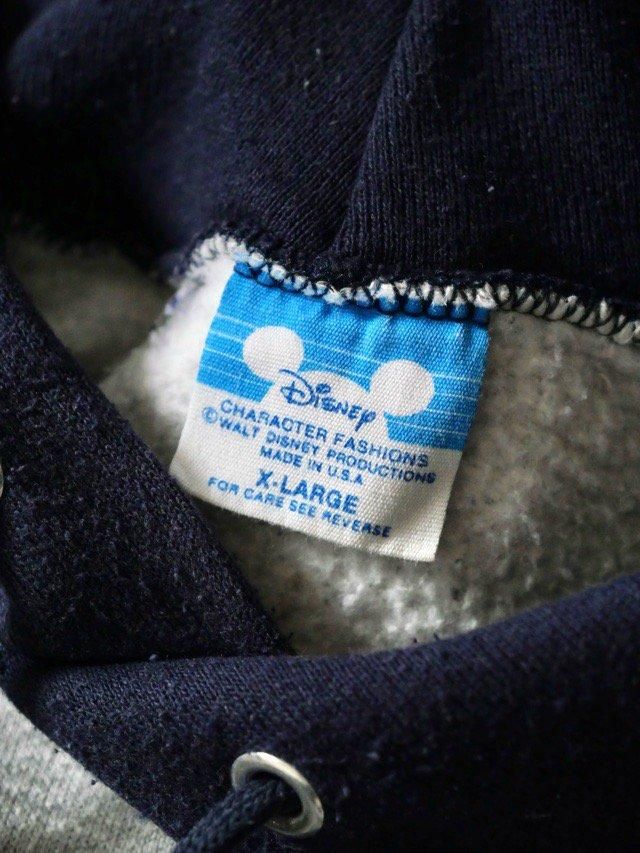 Disney
CHARACTER FASHIONS
©WALT DISNEY PRODUCTIONS
MADE IN U.S.A
X-LARGE
FOR CARE SEE REVERSE